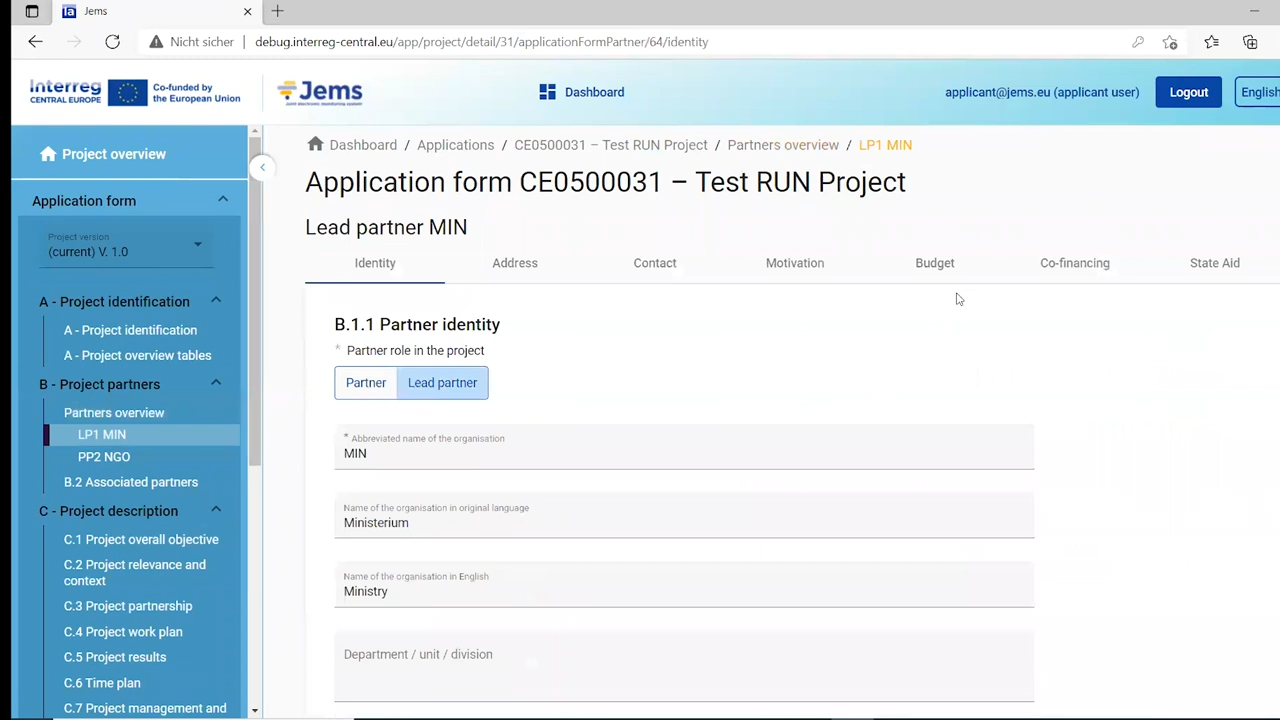 Jems
Nicht sicher
debug.interreg-central.eu/app/project/detail/31/applicationFormPartner/64/identity
Interreg
CENTRAL EUROPE
Co-funded by
the European Union
Jems
Joint electronic monitoring system
Dashboard
applicant@jems.eu (applicant user)
Logout
English
Project overview
Application form
Project version
(current) V. 1.0
A - Project identification
A - Project identification
A - Project overview tables
B - Project partners
Partners overview
LP1 MIN
PP2 NGO
B.2 Associated partners
C - Project description
C.1 Project overall objective
C.2 Project relevance and
context
C.3 Project partnership
C.4 Project work plan
C.5 Project results
C.6 Time plan
C.7 Project management and
Dashboard / Applications / CE0500031 – Test RUN Project / Partners overview / LP1 MIN
Application form CE0500031 – Test RUN Project
Lead partner MIN
Identity Address Contact Motivation Budget Co-financing State Aid
B.1.1 Partner identity
* Partner role in the project
Partner Lead partner
* Abbreviated name of the organisation
MIN
Name of the organisation in original language
Ministerium
Name of the organisation in English
Ministry
Department / unit / division